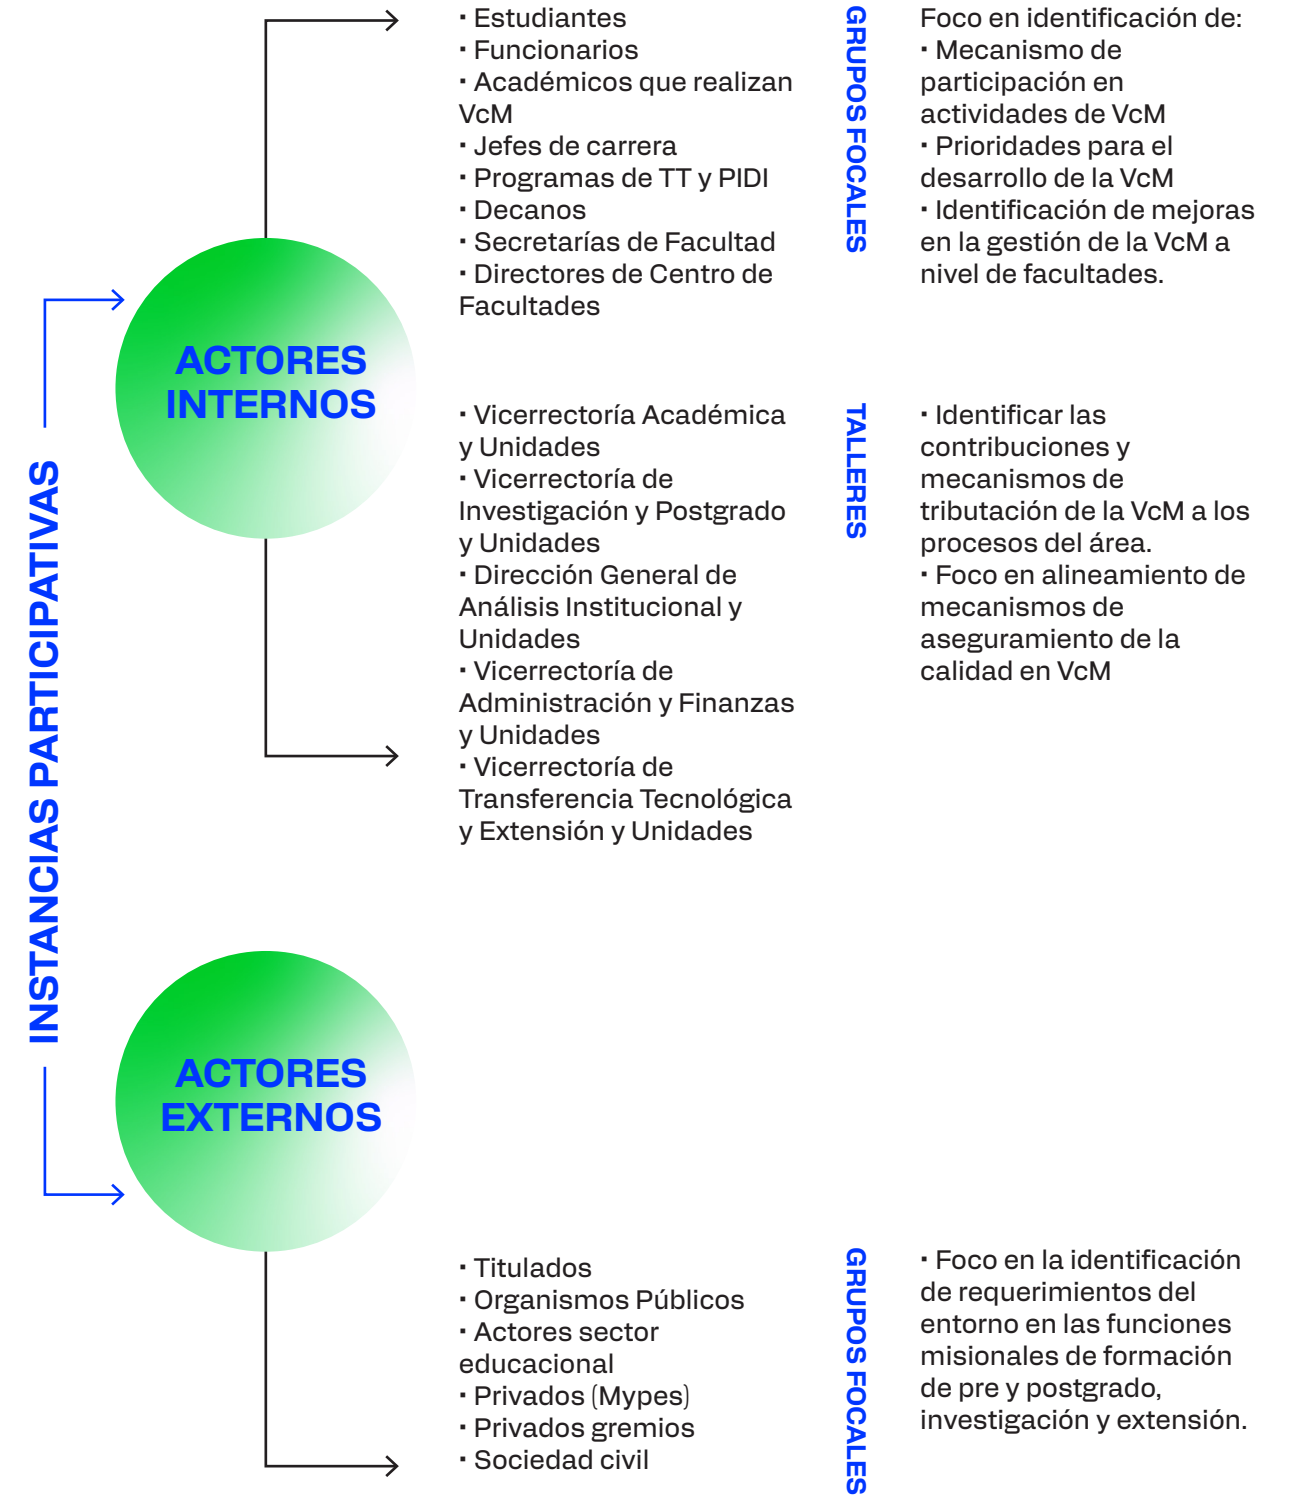 INSTANCIAS PARTICIPATIVAS
ACTORES
INTERNOS
• Estudiantes
• Funcionarios
• Académicos que realizan
VcM
• Jefes de carrera
• Programas de TT y PIDI
• Decanos
• Secretarías de Facultad
• Directores de Centro de
Facultades
GRUPOS FOCALES
Foco en identificación de:
• Mecanismo de
participación en
actividades de VcM
• Prioridades para el
desarrollo de la VcM
• Identificación de mejoras
en la gestión de la VcM a
nivel de facultades.
• Vicerrectoría Académica
y Unidades
• Vicerrectoría de
Investigación y Postgrado
y Unidades
• Dirección General de
Análisis Institucional y
Unidades
• Vicerrectoría de
Administración y Finanzas
y Unidades
• Vicerrectoría de
Transferencia Tecnológica
y Extensión y Unidades
TALLERES
• Identificar las
contribuciones y
mecanismos de
tributación de la VcM a los
procesos del área.
• Foco en alineamiento de
mecanismos de
aseguramiento de la
calidad en VcM
ACTORES
EXTERNOS
• Titulados
• Organismos Públicos
• Actores sector
educacional
• Privados (Mypes)
• Privados gremios
• Sociedad civil
GRUPOS FOCALES
• Foco en la identificación
de requerimientos del
entorno en las funciones
misionales de formación
de pre y postgrado,
investigación y extensión.